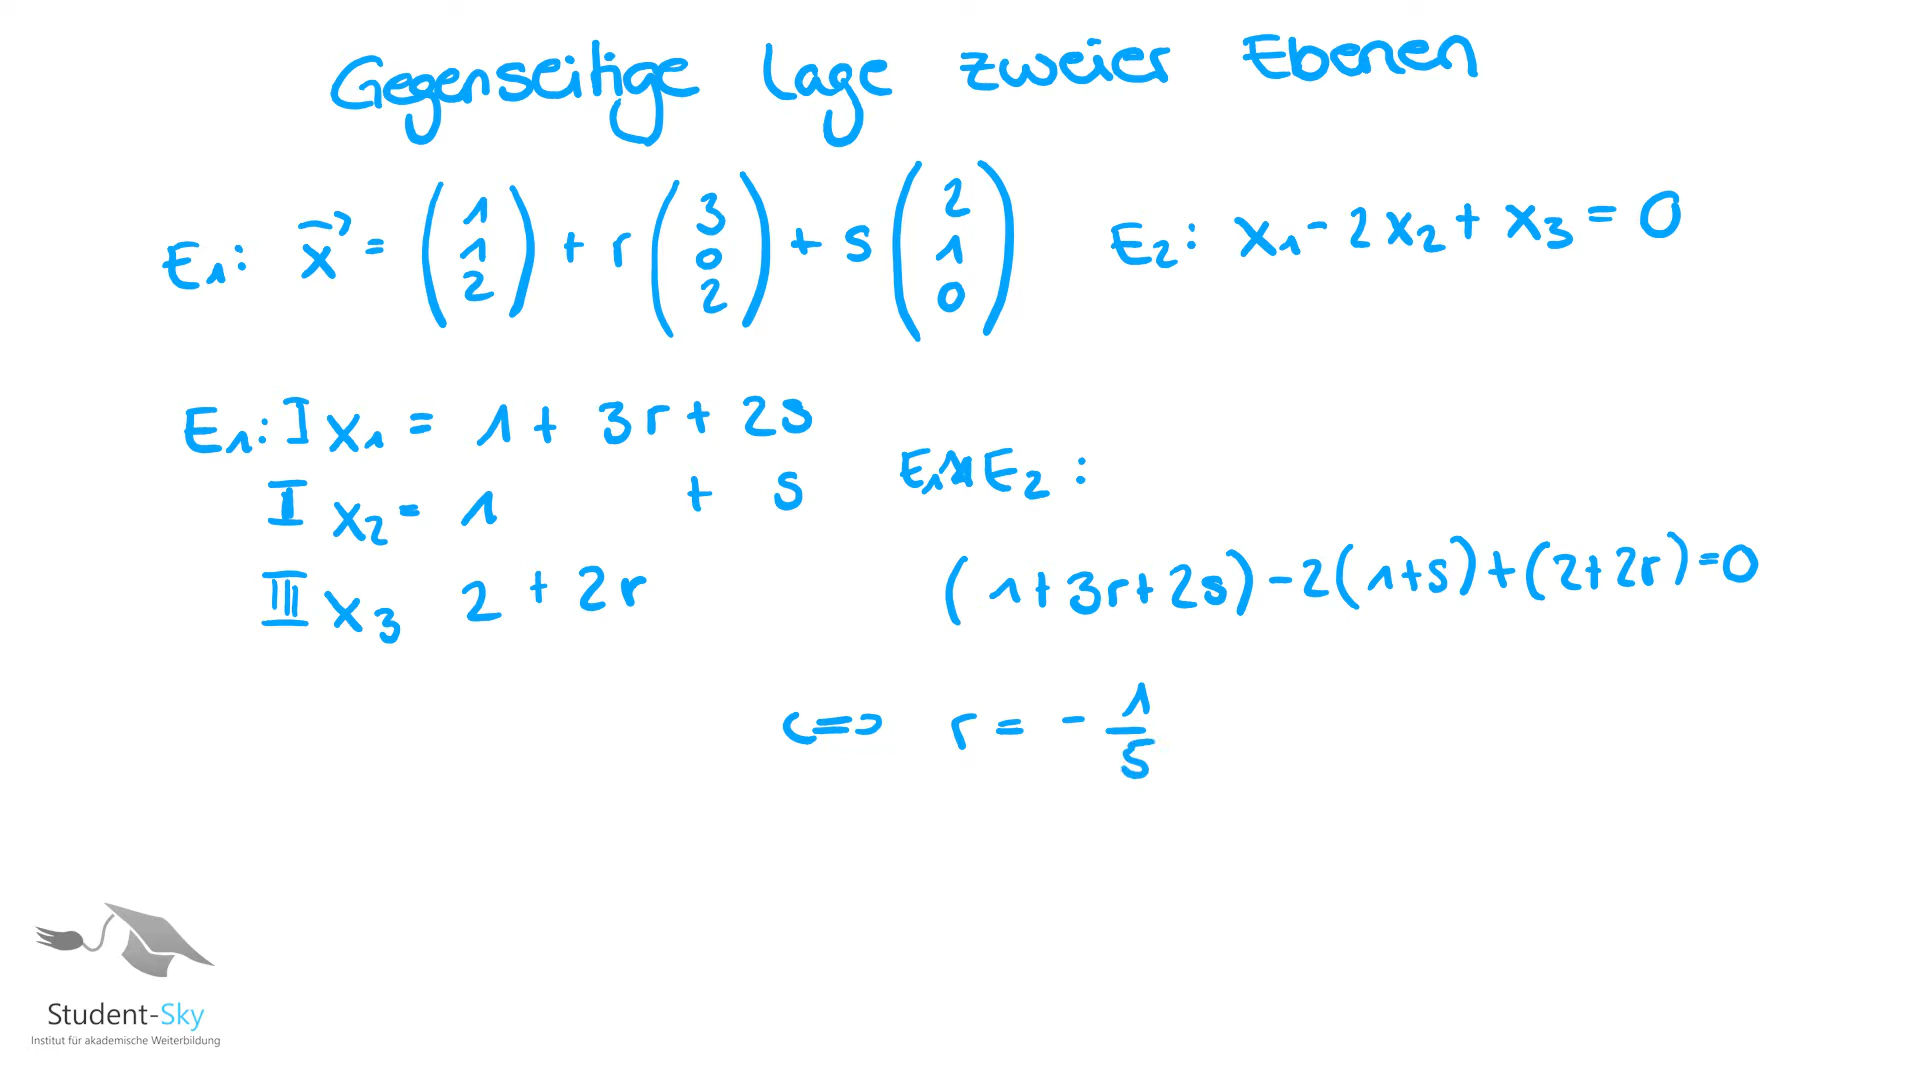 Gegenseitige Lage zweier Ebenen
E₁: x⃗ = (1 1 2) + r (3 0 2) + s (2 1 0) E₂: x₁ - 2x₂ + x₃ = 0
E₁: I x₁ = 1 + 3r + 2s
I x₂ = 1 + s
III x₃ 2 + 2r
E₁ E₂ :
(1+3r+2s)-2(1+s)+(2+2r)=0
⇔ r = - 1/5
Student-Sky
Institut für akademische Weiterbildung